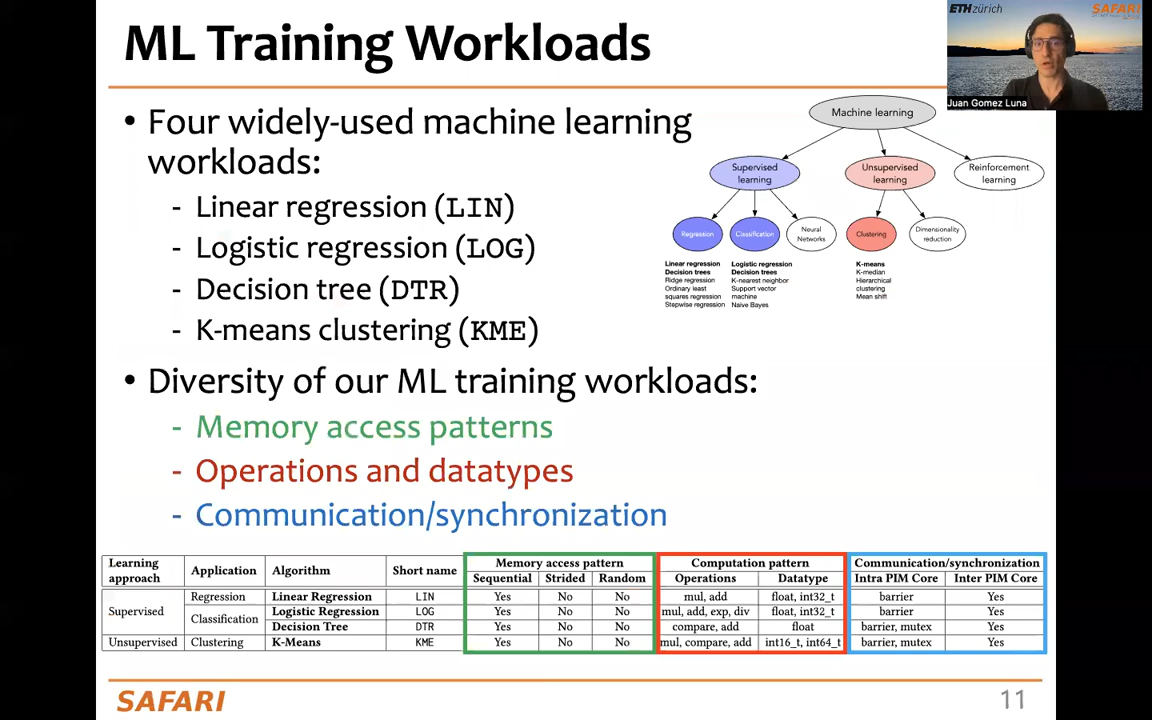 ML Training Workloads
ETH zürich
SAFARI
Juan Gomez Luna
• Four widely-used machine learning
workloads:
- Linear regression (LIN)
- Logistic regression (LOG)
- Decision tree (DTR)
- K-means clustering (KME)
Machine learning
Supervised
learning
Unsupervised
learning
Reinforcement
learning
Regression
Classification
Neural
Networks
Clustering
Dimensionality
reduction
Linear regression
Decision trees
Ridge regression
Ordinary least
squares regression
Stepwise regression
Logistic regression
Decision trees
K-nearest neighbor
Support vector
machine
Naive Bayes
K-means
K-median
Hierarchical
clustering
Mean shift
• Diversity of our ML training workloads:
- Memory access patterns
- Operations and datatypes
- Communication/synchronization
Learning approach Application Algorithm Short name Memory access pattern Computation pattern Communication/synchronization
Sequential Strided Random Operations Datatype Intra PIM Core Inter PIM Core
Supervised Regression Linear Regression LIN Yes No No mul, add float, int32_t barrier Yes
Classification Logistic Regression LOG Yes No No mul, add, exp, div float, int32_t barrier Yes
Decision Tree DTR Yes No No compare, add float barrier, mutex Yes
Unsupervised Clustering K-Means KME Yes No No mul, compare, add int16_t, int64_t barrier, mutex Yes
SAFARI
11